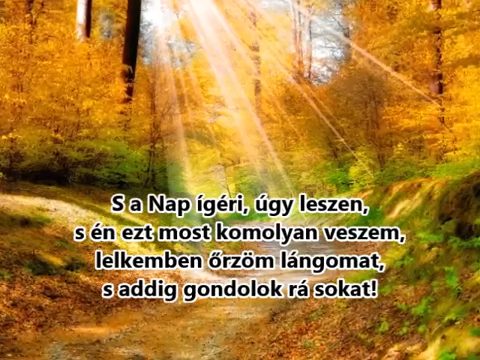 S a Nap ígéri, úgy leszen,
s én ezt most komolyan veszem,
lelkemben őrzöm lángomat,
s addig gondolok rá sokat!